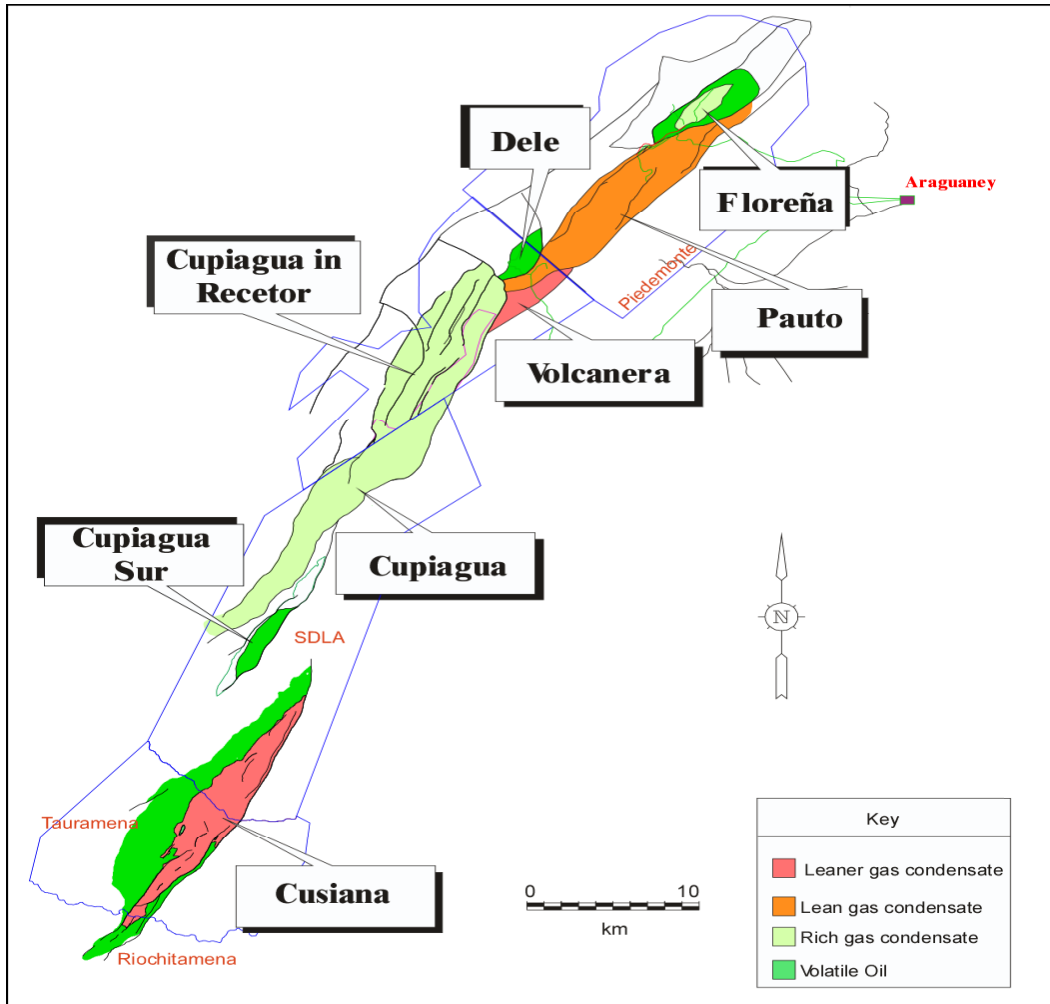 Dele
Floreña
Araguaney
Cupiagua in
Recetor
Piedemonte
Pauto
Volcanera
Cupiagua
Sur
Cupiagua
N
SDLA
Tauramena
Cusiana
Riochitamena
0 10
km
Key
Leaner gas condensate
Lean gas condensate
Rich gas condensate
Volatile Oil